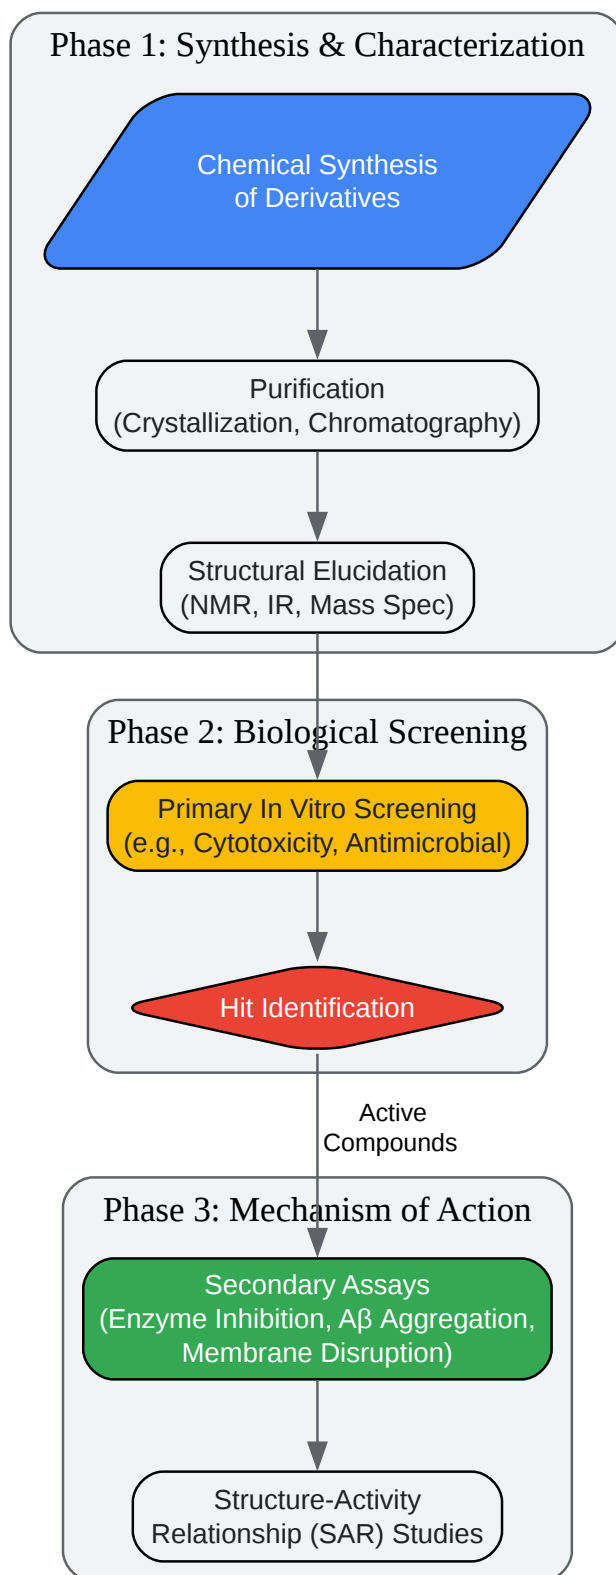 Phase 1: Synthesis & Characterization
Chemical Synthesis
of Derivatives
Purification
(Crystallization, Chromatography)
Structural Elucidation
(NMR, IR, Mass Spec)
Phase 2: Biological Screening
Primary In Vitro Screening
(e.g., Cytotoxicity, Antimicrobial)
Hit Identification
Active
Compounds
Phase 3: Mechanism of Action
Secondary Assays
(Enzyme Inhibition, Aβ Aggregation,
Membrane Disruption)
Structure-Activity
Relationship (SAR) Studies